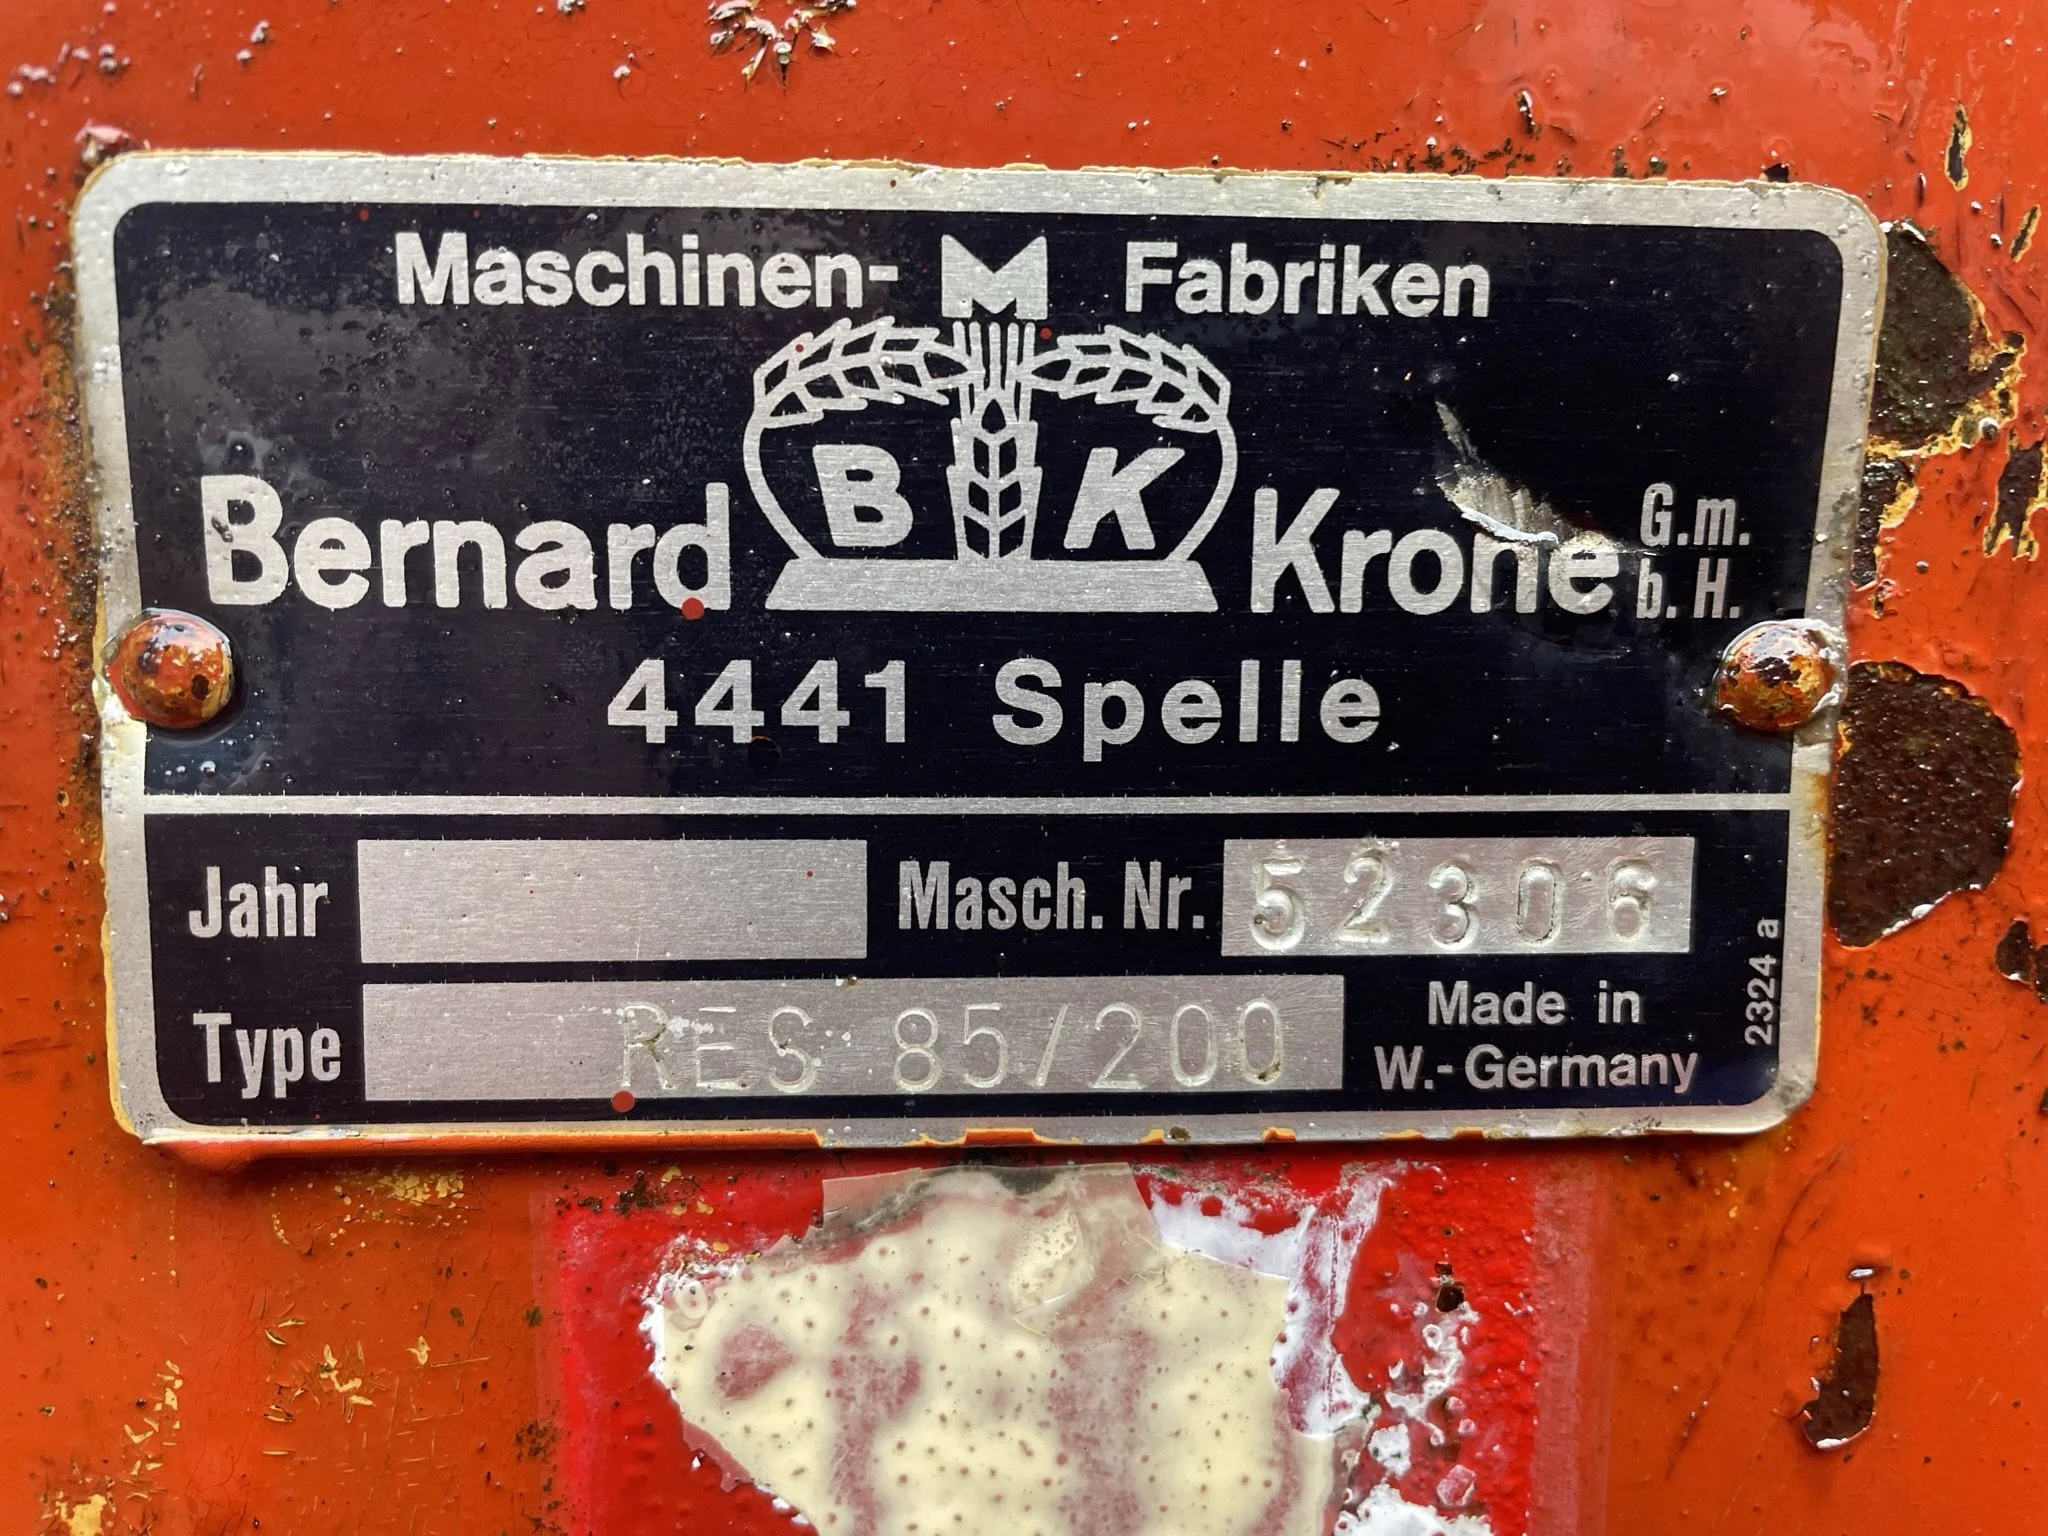 Maschinen- M Fabriken
Bernard B K Krone G.m.b.H.
4441 Spelle
Jahr Masch. Nr. 52306
Type RES 85/200 Made in W.-Germany
2324 a